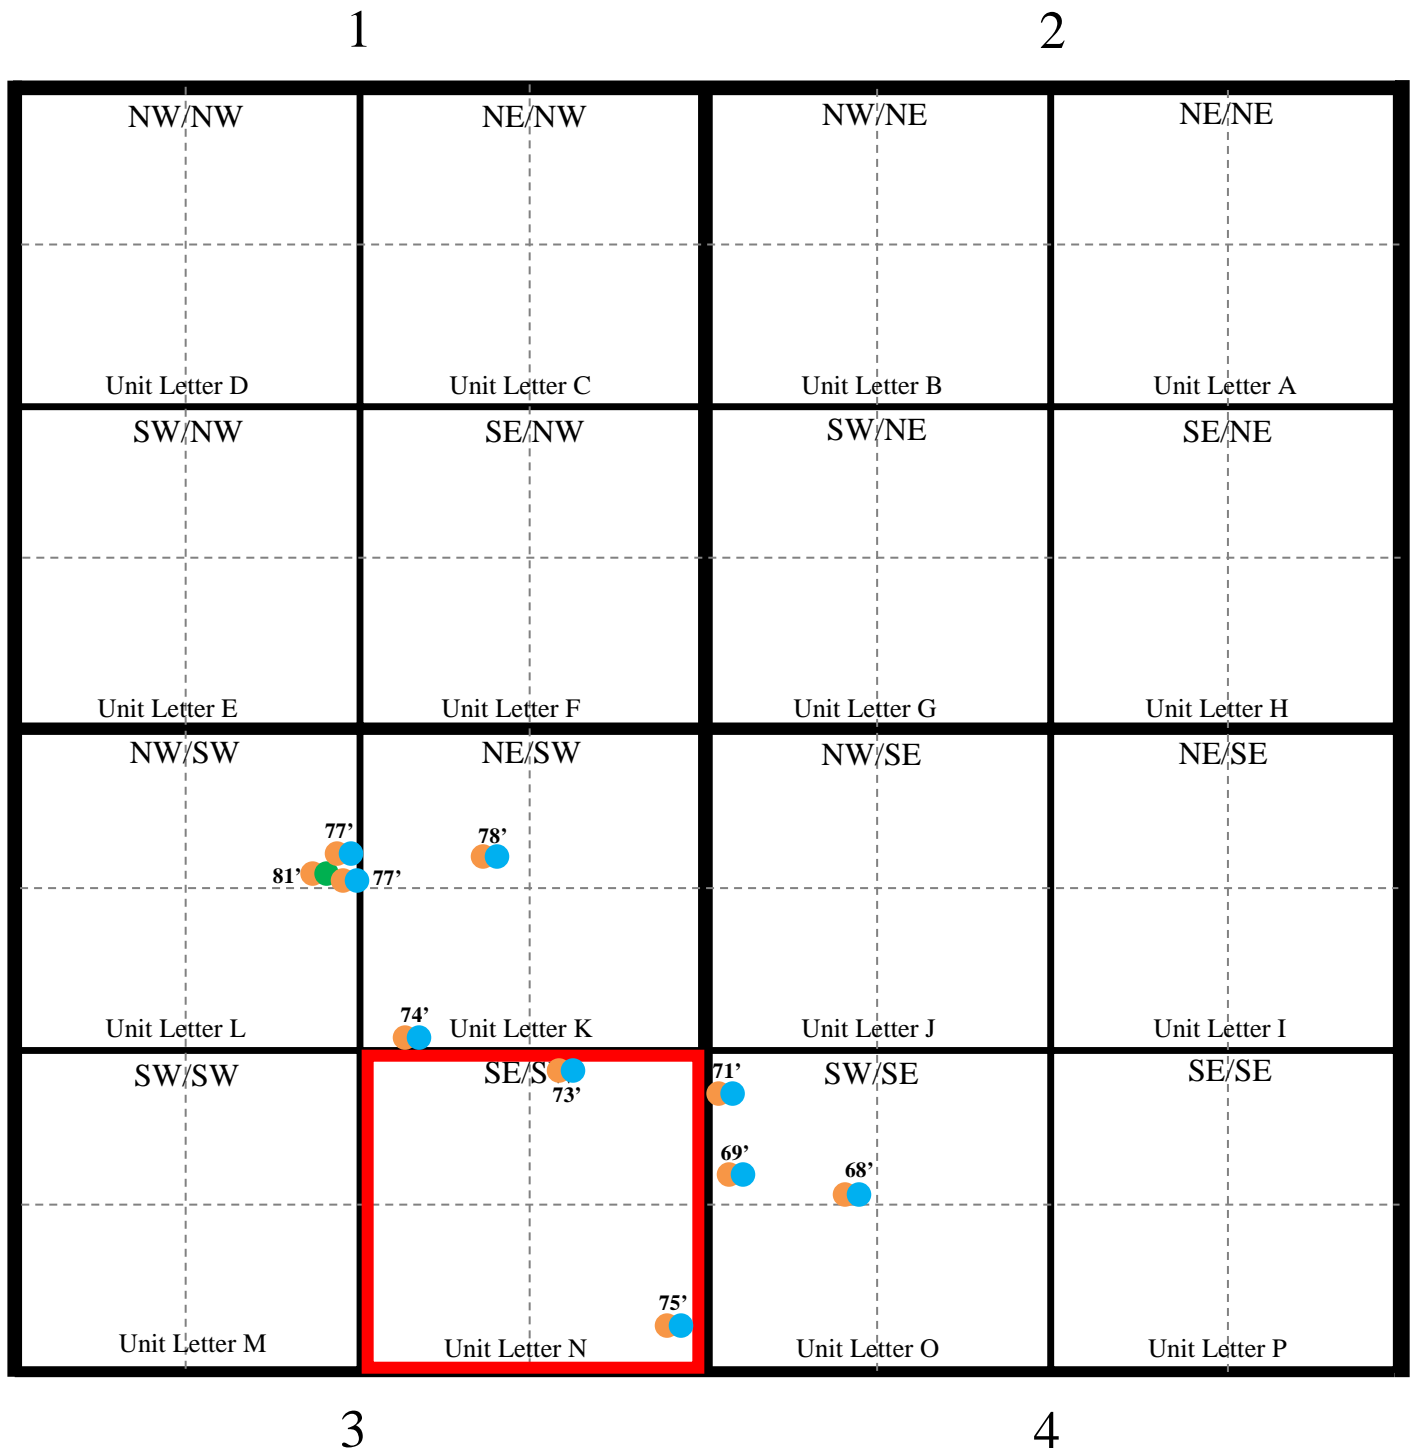 1
2
NW/NW
NE/NW
NW/NE
NE/NE
Unit Letter D
Unit Letter C
Unit Letter B
Unit Letter A
SW/NW
SE/NW
SW/NE
SE/NE
Unit Letter E
Unit Letter F
Unit Letter G
Unit Letter H
NW/SW
NE/SW
NW/SE
NE/SE
77’
78’
81’
77’
74’
Unit Letter L
Unit Letter K
Unit Letter J
Unit Letter I
SW/SW
SE/S
73’
71’
SW/SE
SE/SE
69’
68’
75’
Unit Letter M
Unit Letter N
Unit Letter O
Unit Letter P
3
4